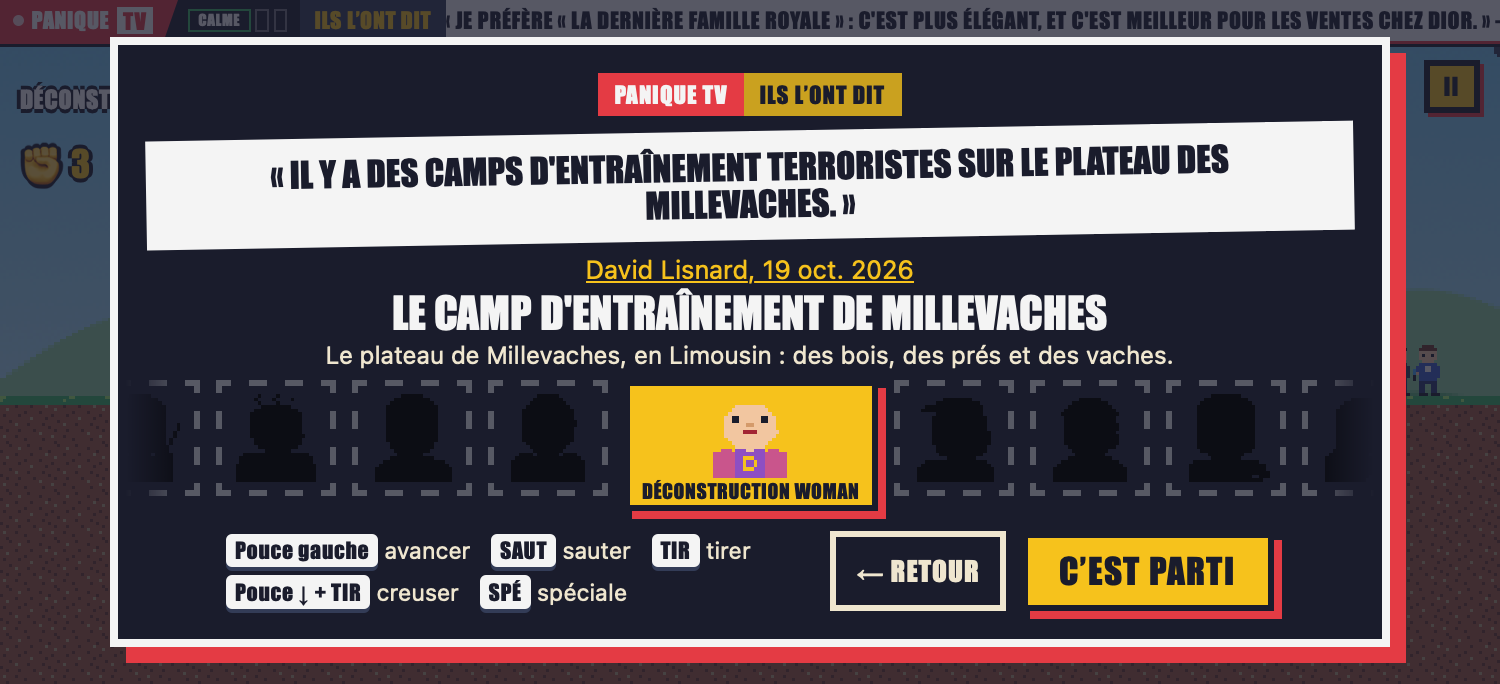 PANIQUE TV
CALME
ILS L'ONT DIT
« JE PRÉFÈRE « LA DERNIÈRE FAMILLE ROYALE » : C'EST PLUS ÉLÉGANT, ET C'EST MEILLEUR POUR LES VENTES CHEZ DIOR. » -
DÉCONST
3
PANIQUE TV
ILS L’ONT DIT
« IL Y A DES CAMPS D'ENTRAÎNEMENT TERRORISTES SUR LE PLATEAU DES
MILLEVACHES. »
David Lisnard, 19 oct. 2026
LE CAMP D'ENTRAÎNEMENT DE MILLEVACHES
Le plateau de Millevaches, en Limousin : des bois, des prés et des vaches.
D
DÉCONSTRUCTION WOMAN
Pouce gauche avancer SAUT sauter TIR tirer
Pouce ↓ + TIR creuser SPÉ spéciale
← RETOUR
C’EST PARTI